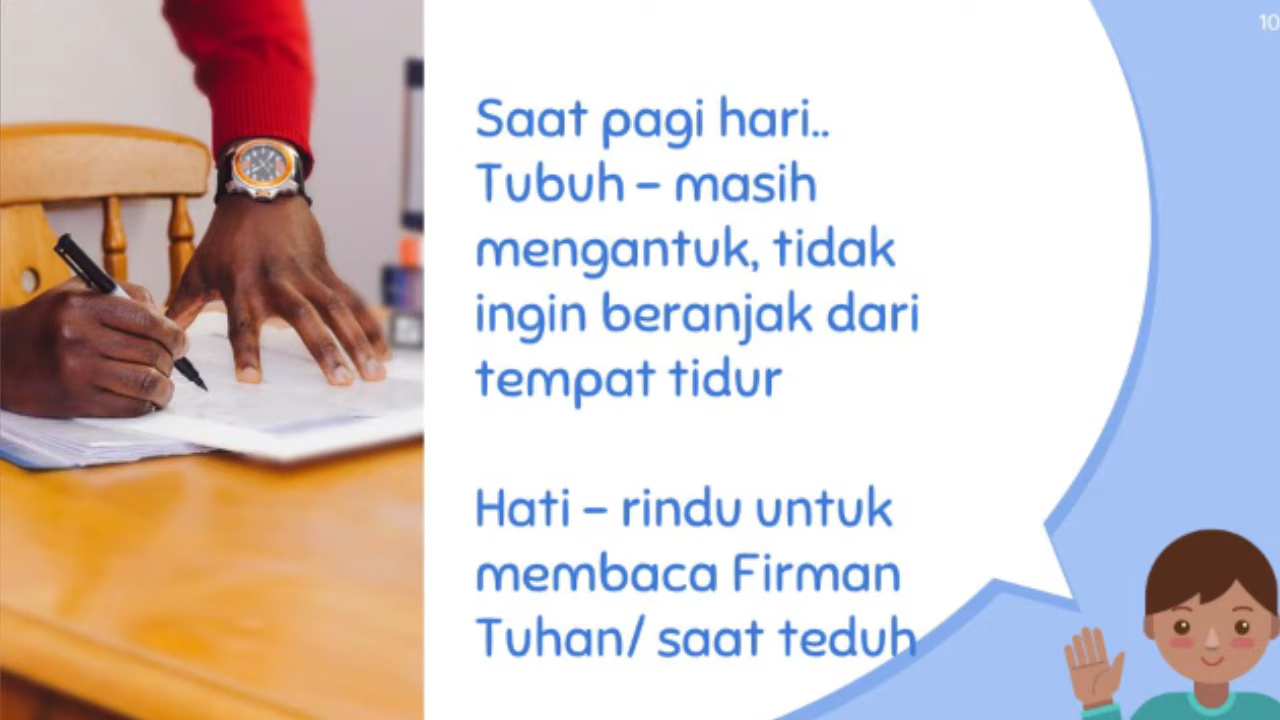 10
Saat pagi hari..
Tubuh - masih
mengantuk, tidak
ingin beranjak dari
tempat tidur
Hati - rindu untuk
membaca Firman
Tuhan/ saat teduh